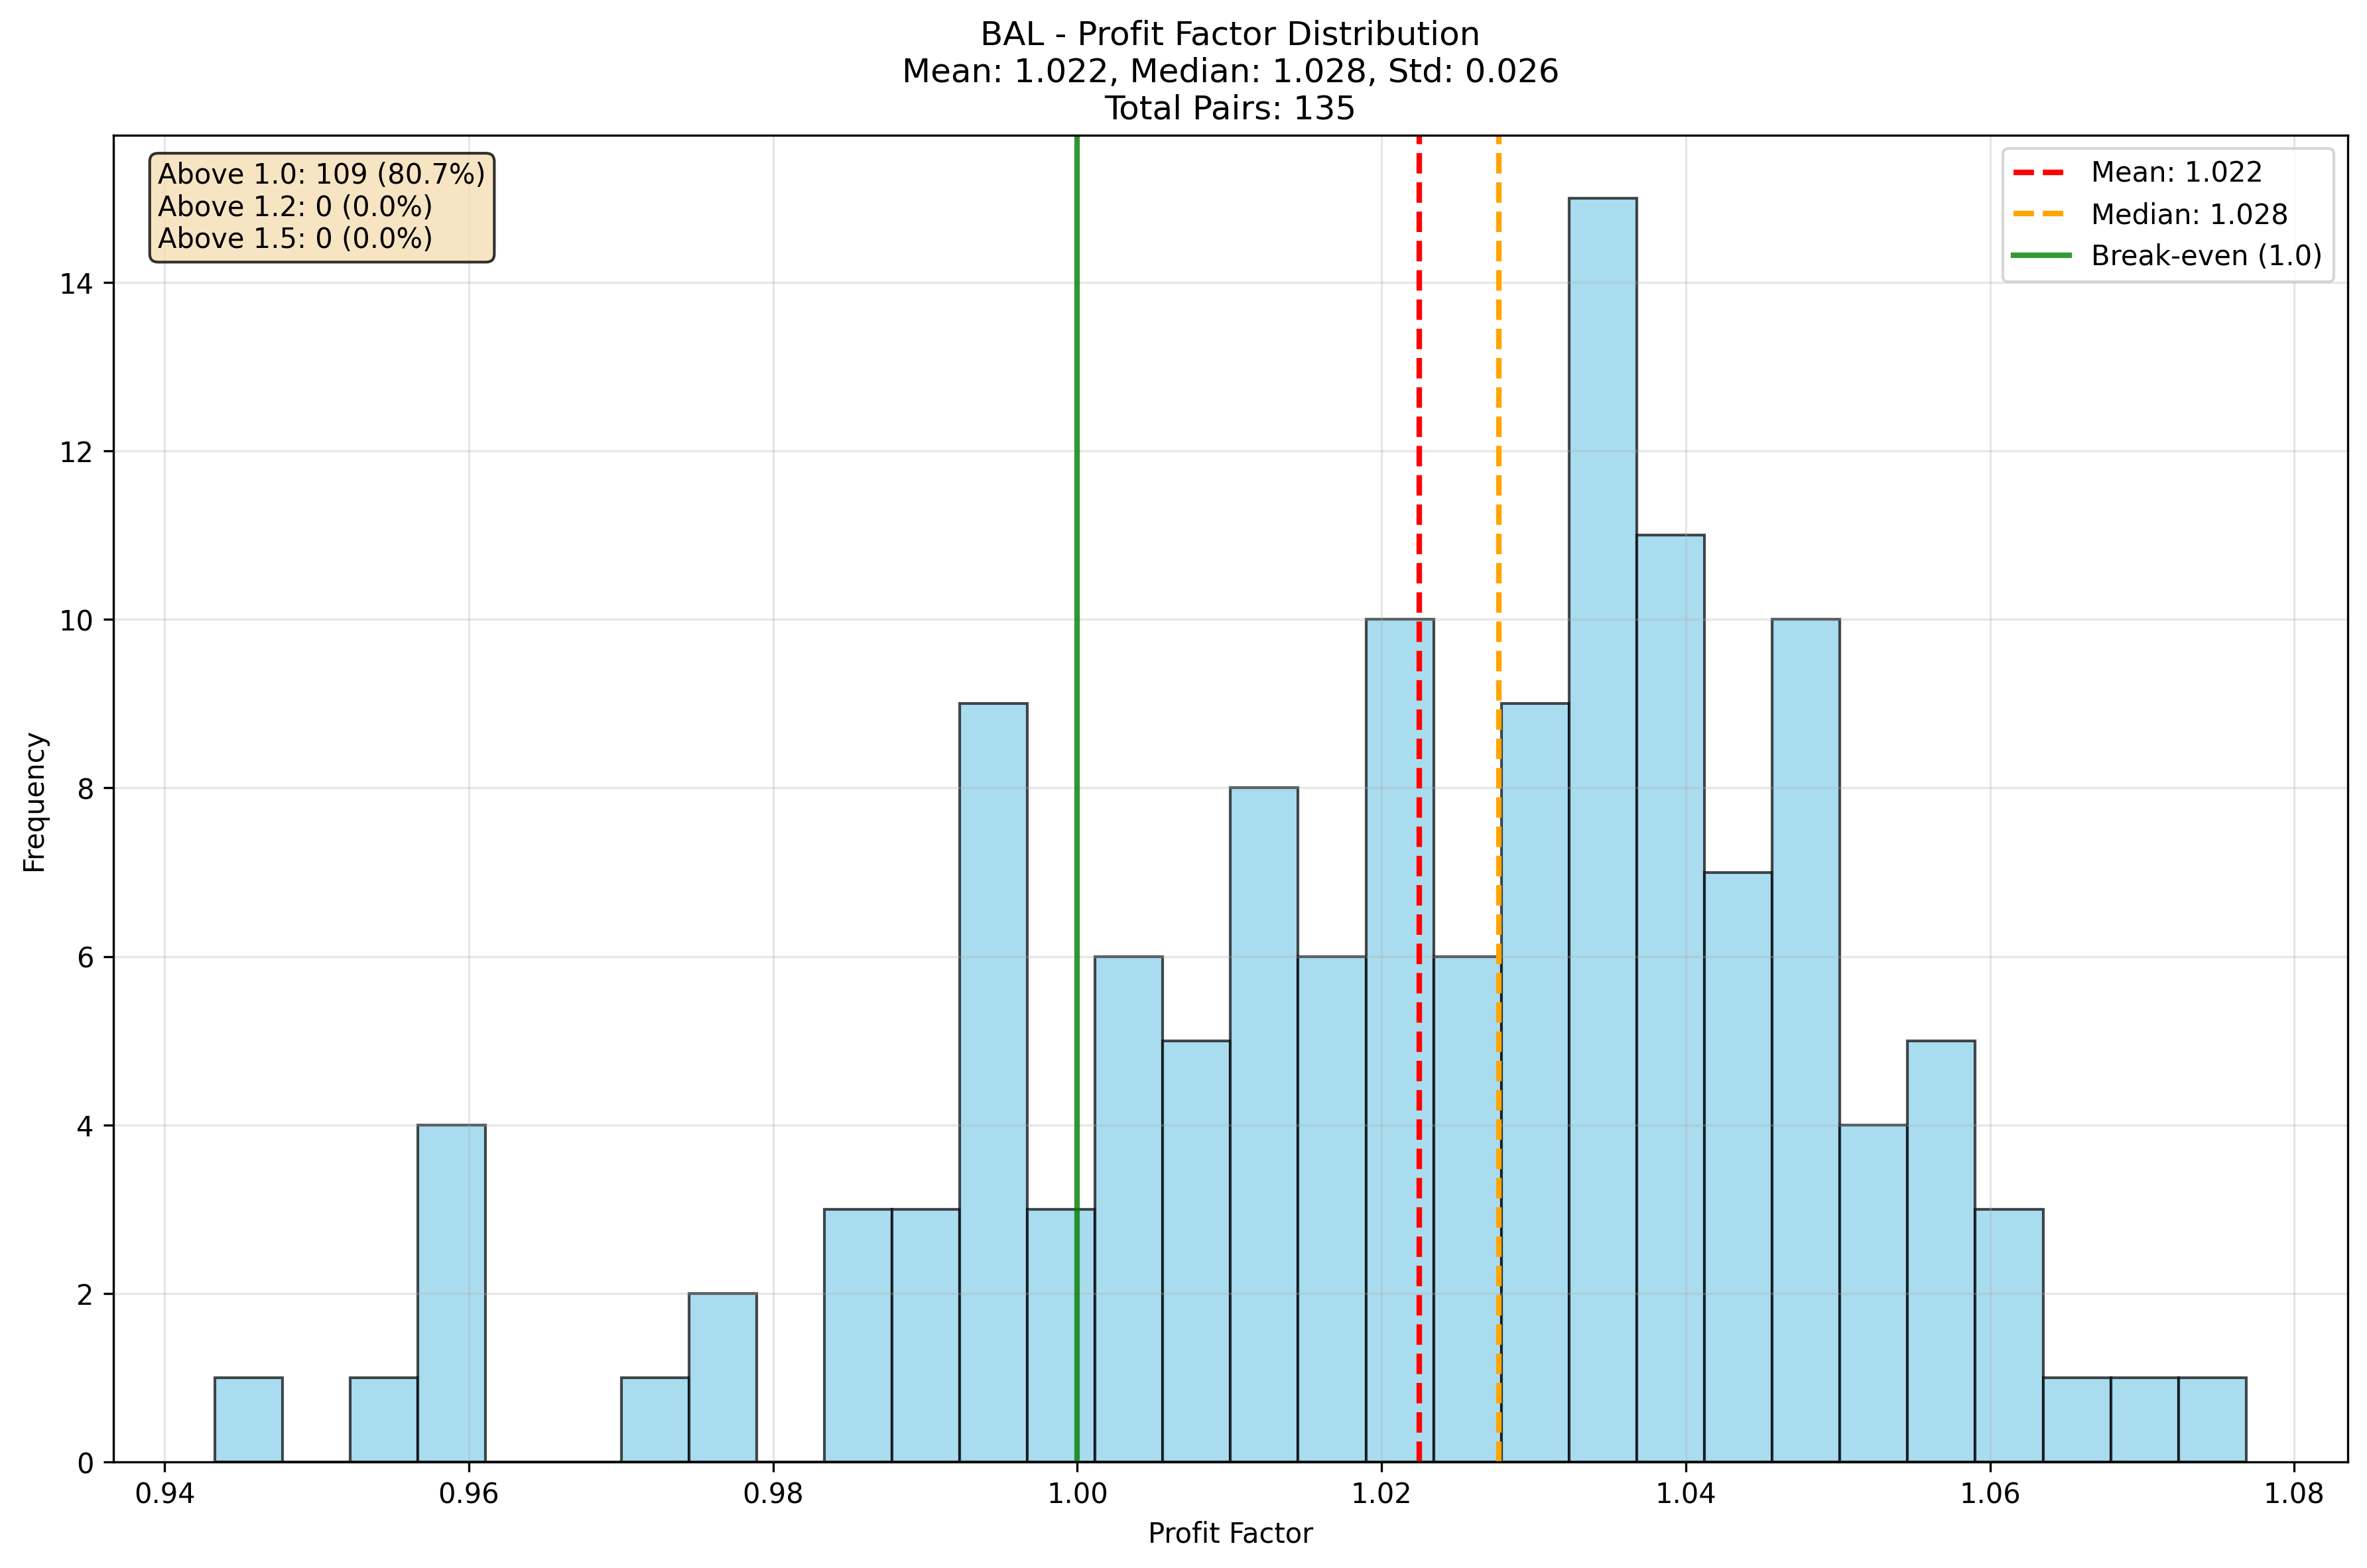 BAL - Profit Factor Distribution
Mean: 1.022, Median: 1.028, Std: 0.026
Total Pairs: 135
Above 1.0: 109 (80.7%)
Above 1.2: 0 (0.0%)
Above 1.5: 0 (0.0%)
Mean: 1.022
Median: 1.028
Break-even (1.0)
Frequency
14
12
10
8
6
4
2
0
0.94 0.96 0.98 1.00 1.02 1.04 1.06 1.08
Profit Factor